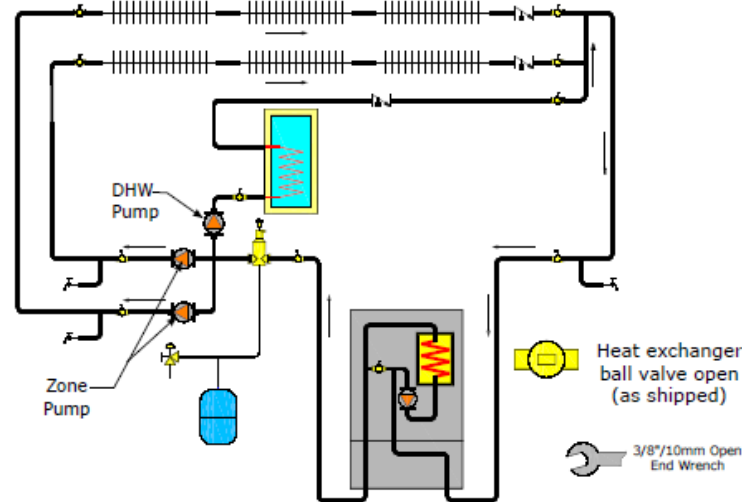 DHW
Pump
Zone
Pump
Heat exchanger
ball valve open
(as shipped)
3/8"/10mm Open
End Wrench